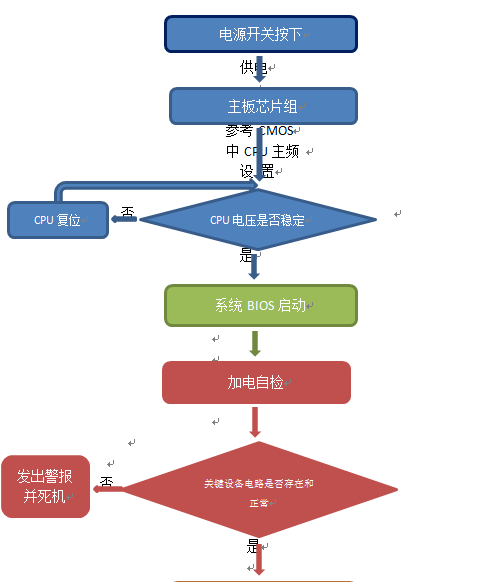 电源开关按下
供电
主板芯片组
参考 CMOS
中 CPU 主频
设置
CPU 复位
否
CPU 电压是否稳定
是
系统 BIOS 启动
加电自检
发出警报
并死机
否
关键设备电路是否存在和
正常
是